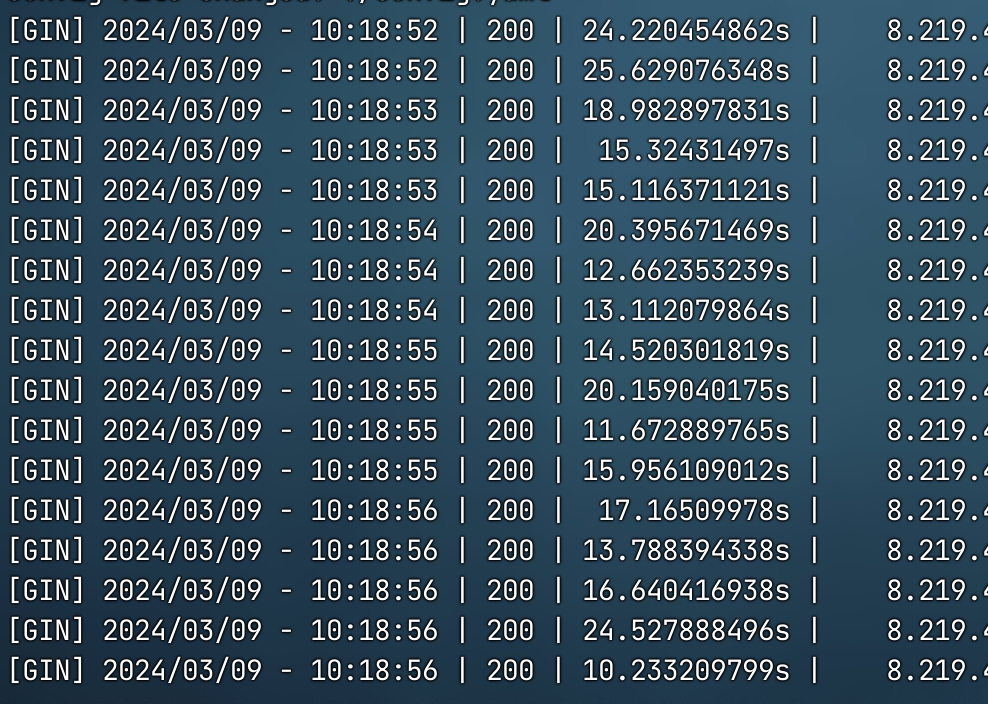 [GIN] 2024/03/09 - 10:18:52 | 200 | 24.220454862s | 8.219.4
[GIN] 2024/03/09 - 10:18:52 | 200 | 25.629076348s | 8.219.4
[GIN] 2024/03/09 - 10:18:53 | 200 | 18.982897831s | 8.219.4
[GIN] 2024/03/09 - 10:18:53 | 200 | 15.32431497s | 8.219.4
[GIN] 2024/03/09 - 10:18:53 | 200 | 15.116371121s | 8.219.4
[GIN] 2024/03/09 - 10:18:54 | 200 | 20.395671469s | 8.219.4
[GIN] 2024/03/09 - 10:18:54 | 200 | 12.662353239s | 8.219.4
[GIN] 2024/03/09 - 10:18:54 | 200 | 13.112079864s | 8.219.4
[GIN] 2024/03/09 - 10:18:55 | 200 | 14.520301819s | 8.219.4
[GIN] 2024/03/09 - 10:18:55 | 200 | 20.159040175s | 8.219.4
[GIN] 2024/03/09 - 10:18:55 | 200 | 11.672889765s | 8.219.4
[GIN] 2024/03/09 - 10:18:55 | 200 | 15.956109012s | 8.219.4
[GIN] 2024/03/09 - 10:18:56 | 200 | 17.16509978s | 8.219.4
[GIN] 2024/03/09 - 10:18:56 | 200 | 13.788394338s | 8.219.4
[GIN] 2024/03/09 - 10:18:56 | 200 | 16.640416938s | 8.219.4
[GIN] 2024/03/09 - 10:18:56 | 200 | 24.527888496s | 8.219.4
[GIN] 2024/03/09 - 10:18:56 | 200 | 10.233209799s | 8.219.4